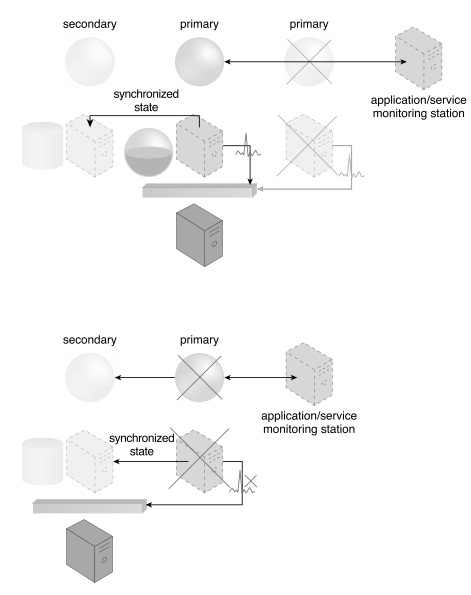 secondary
primary
primary
application/service
monitoring station
synchronized
state
secondary
primary
application/service
monitoring station
synchronized
state